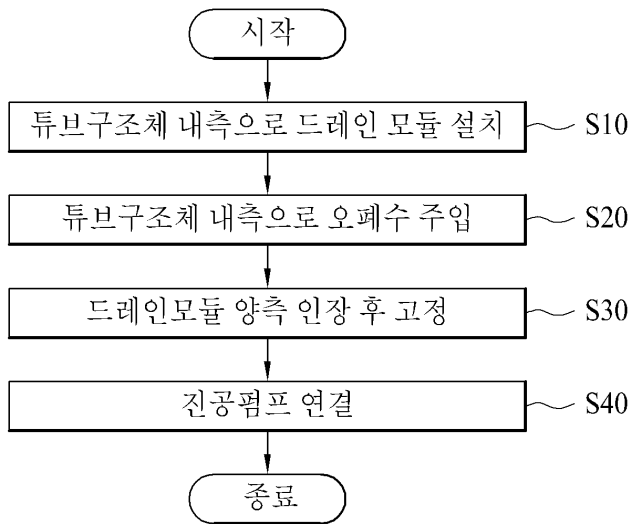 시작
튜브구조체 내측으로 드레인 모듈 설치 S10
튜브구조체 내측으로 오폐수 주입 S20
드레인모듈 양측 인장 후 고정 S30
진공펌프 연결 S40
종료